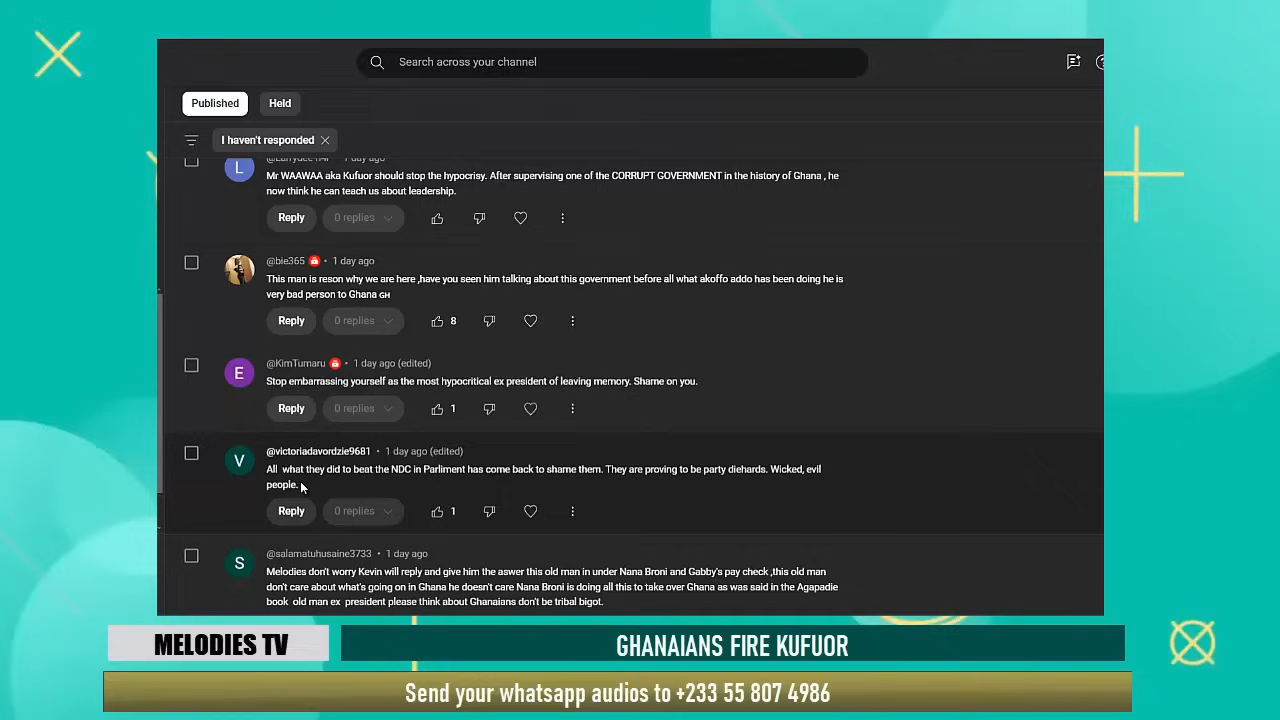 Search across your channel
Published
Held
I haven't responded
1 day ago
L
Mr WAAWAA aka Kufuor should stop the hypocrisy. After supervising one of the CORRUPT GOVERNMENT in the history of Ghana , he
now think he can teach us about leadership.
Reply
0 replies
@bie365 • 1 day ago
This man is reson why we are here ,have you seen him talking about this government before all what akoffo addo has been doing he is
very bad person to Ghana GH
Reply
0 replies
8
@KimTumaru • 1 day ago (edited)
E
Stop embarrassing yourself as the most hypocritical ex president of leaving memory. Shame on you.
Reply
0 replies
1
@victoriadavordzie9681 • 1 day ago (edited)
V
All what they did to beat the NDC in Parliment has come back to shame them. They are proving to be party diehards. Wicked, evil
people.
Reply
0 replies
1
@salamatuhusaine3733 • 1 day ago
S
Melodies don't worry Kevin will reply and give him the aswer this old man in under Nana Broni and Gabby's pay check ,this old man
don't care about what's going on in Ghana he doesn't care Nana Broni is doing all this to take over Ghana as was said in the Agapadie
book old man ex president please think about Ghanaians don't be tribal bigot.
MELODIES TV
GHANAIANS FIRE KUFUOR
Send your whatsapp audios to +233 55 807 4986